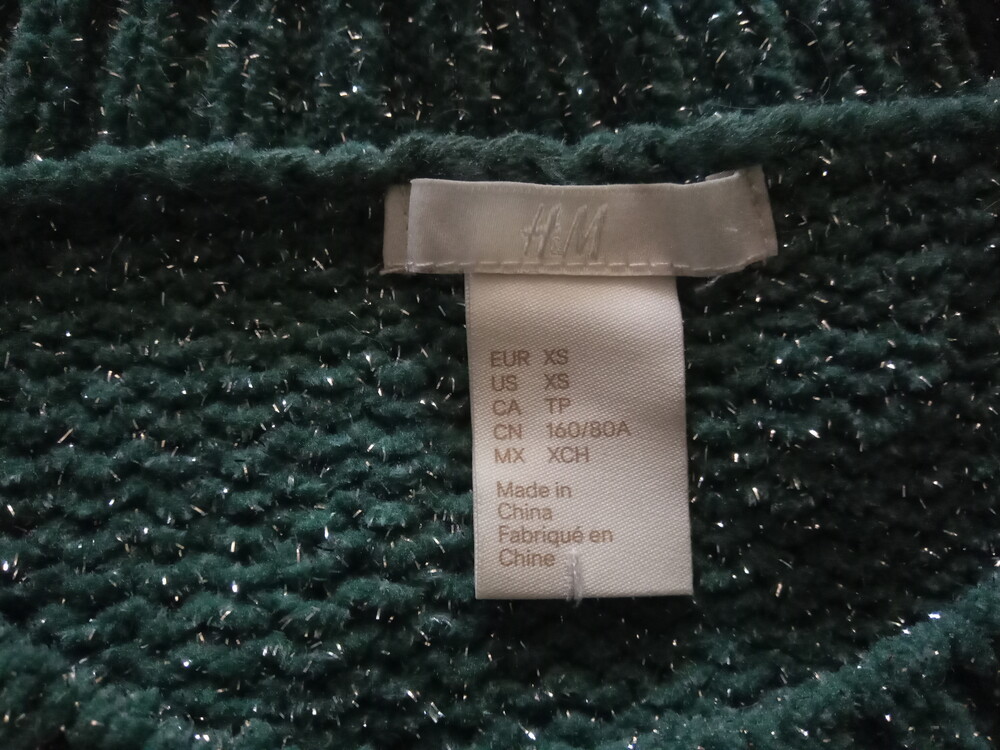 H&M
EUR XS
US XS
CA TP
CN 160/80A
MX XCH
Made in
China
Fabriqué en
Chine